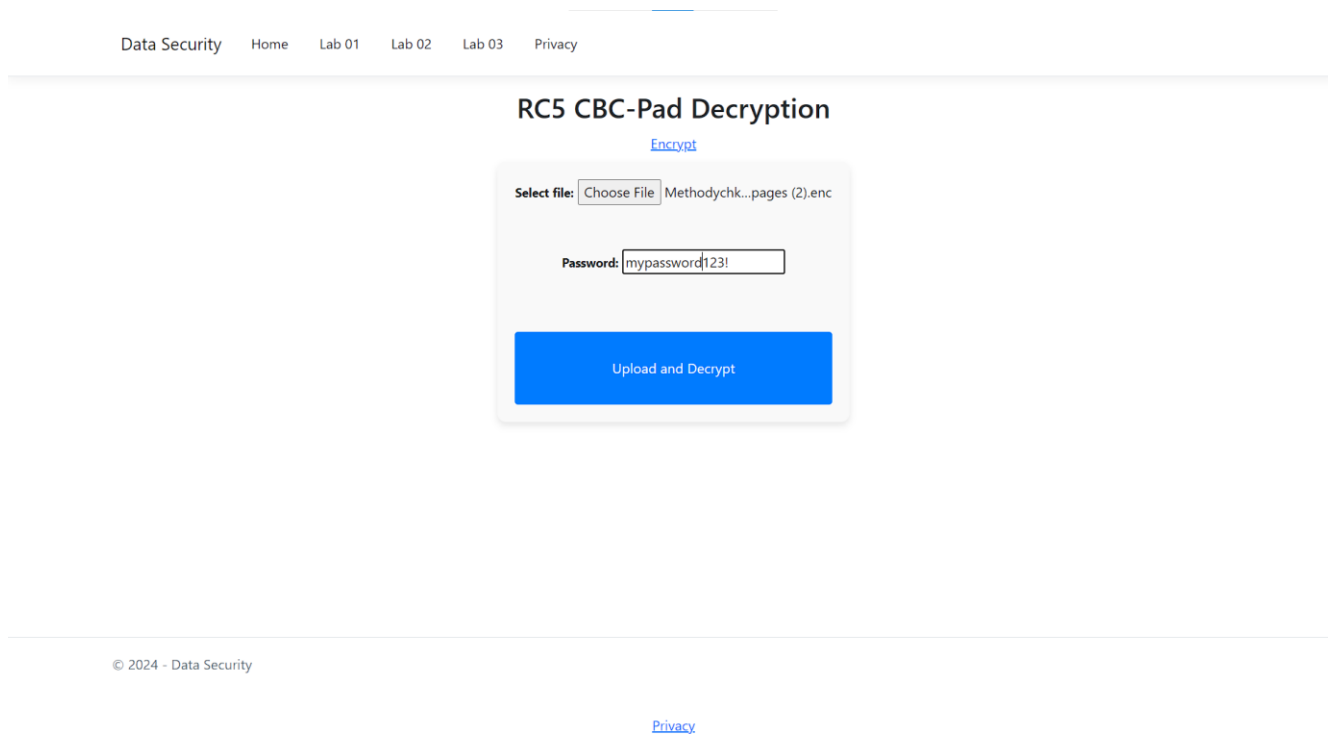 Data Security Home Lab 01 Lab 02 Lab 03 Privacy
RC5 CBC-Pad Decryption
Encrypt
Select file: Choose File Methodychk...pages (2).enc
Password: mypassword123!
Upload and Decrypt
© 2024 - Data Security
Privacy